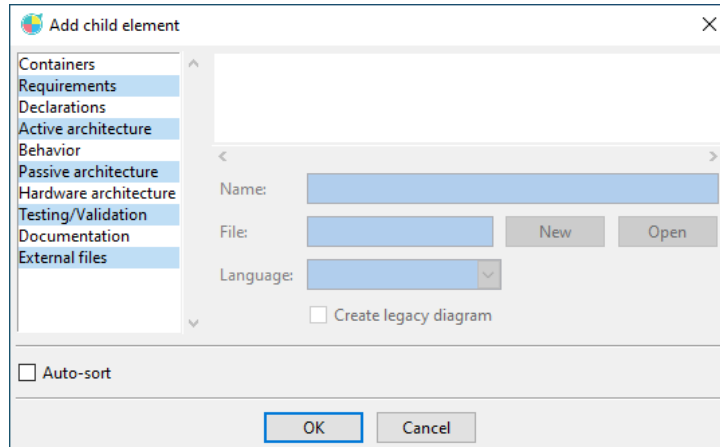 Add child element
Containers
Requirements
Declarations
Active architecture
Behavior
Passive architecture
Hardware architecture
Testing/Validation
Documentation
External files
Name:
File:
New
Open
Language:
Create legacy diagram
Auto-sort
OK
Cancel